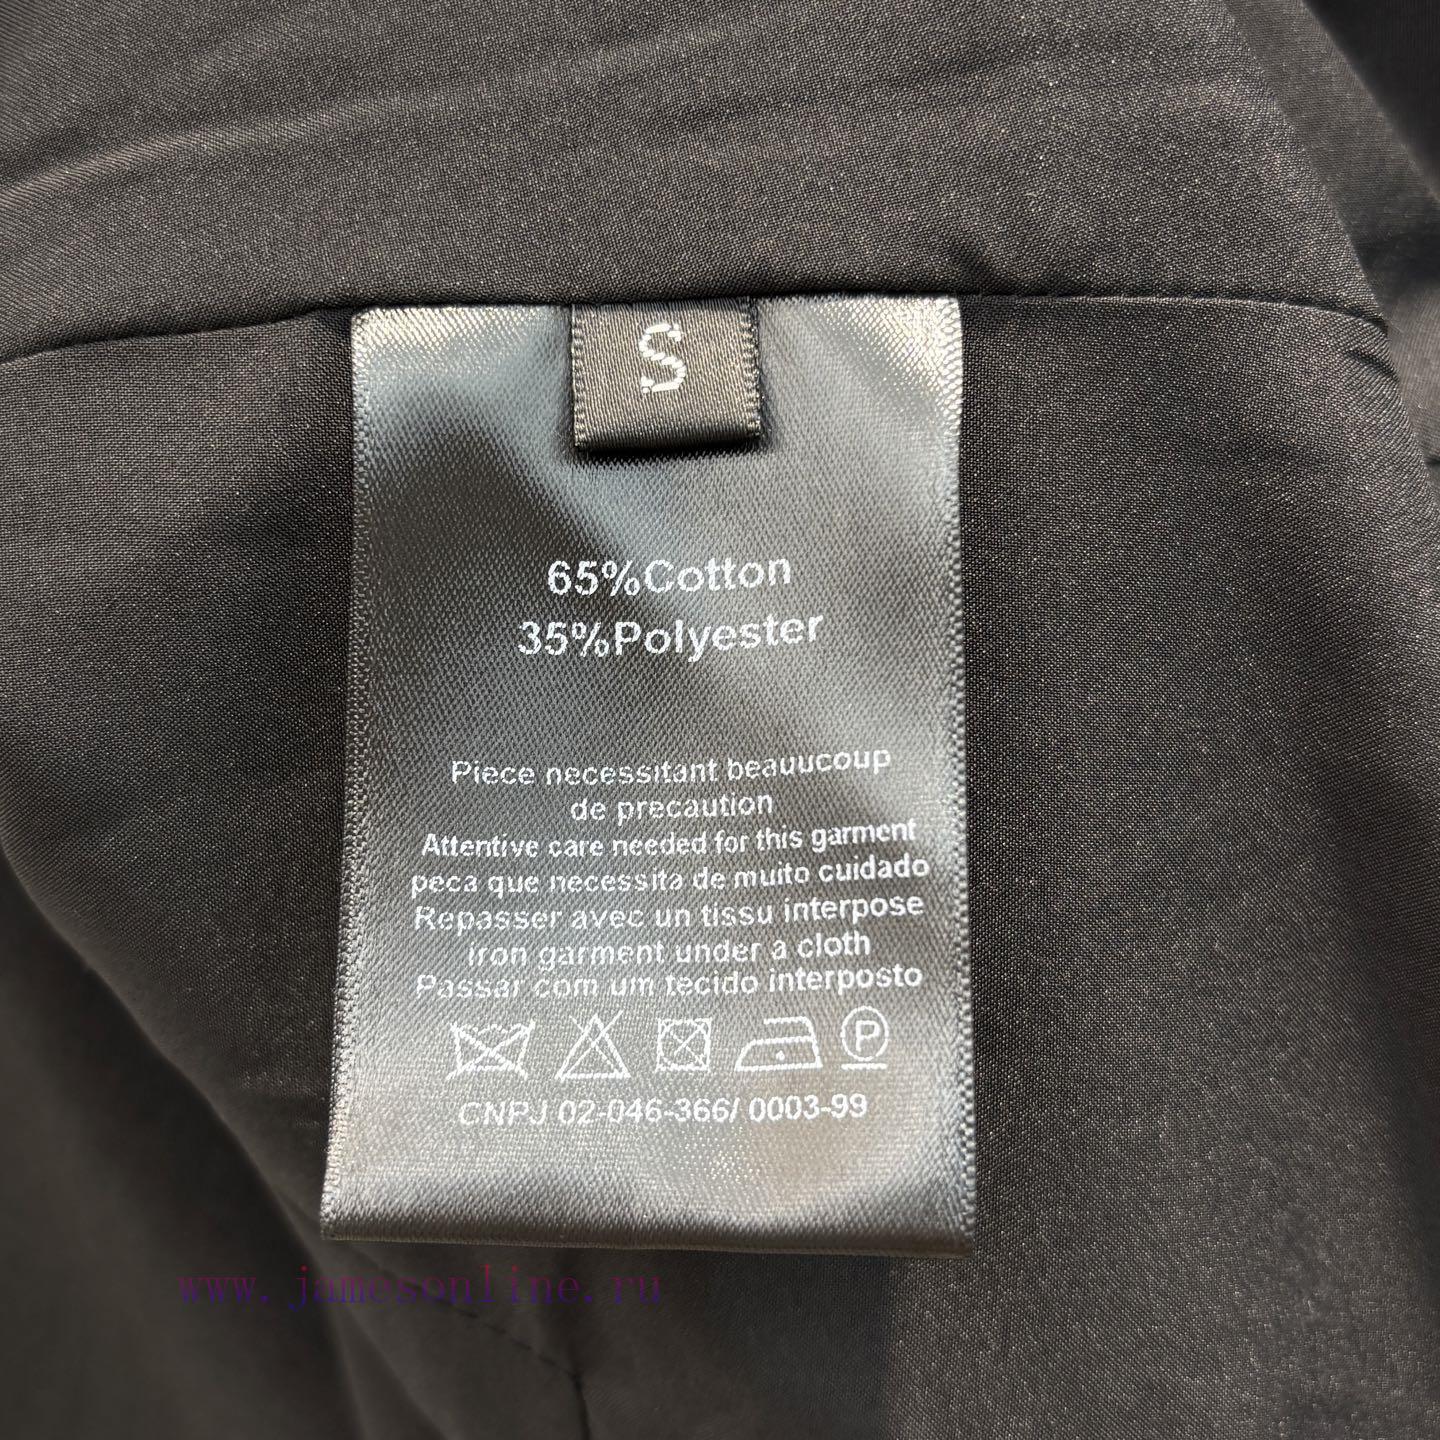 S
65%Cotton
35%Polyester
Piece necessitant beauucoup
de precaution
Attentive care needed for this garment
peca que necessita de muito cuidado
Repasser avec un tissu interpose
iron garment under a cloth
Passar com um tecido interposto
P
CNPJ 02-046-366/ 0003-99
www.jamesonline.ru